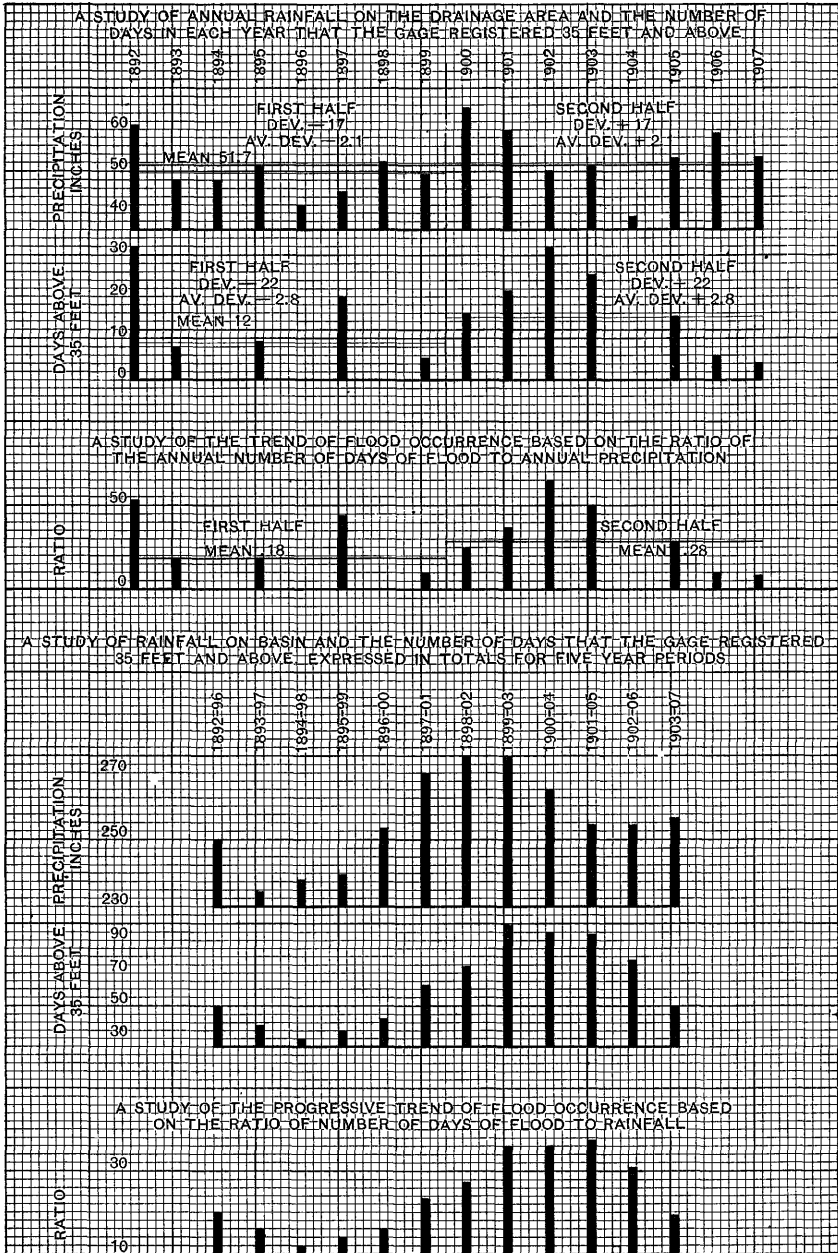 A STUDY OF ANNUAL RAINFALL ON THE DRAINAGE AREA AND THE NUMBER OF
DAYS IN EACH YEAR THAT THE GAGE REGISTERED 35 FEET AND ABOVE
1892 1893 1894 1895 1896 1897 1898 1899 1900 1901 1902 1903 1904 1905 1906 1907
PRECIPITATION
INCHES
60
50
40
FIRST HALF
DEV. – 17
AV. DEV. – 2.1
MEAN 51.7
SECOND HALF
DEV. + 17
AV. DEV. + 2.1
DAYS ABOVE
35 FEET
30
20
10
0
FIRST HALF
DEV. – 22
AV. DEV. – 2.8
MEAN 12
SECOND HALF
DEV. + 22
AV. DEV. + 2.8
A STUDY OF THE TREND OF FLOOD OCCURRENCE BASED ON THE RATIO OF
THE ANNUAL NUMBER OF DAYS OF FLOOD TO ANNUAL PRECIPITATION
RATIO
.50
0
FIRST HALF
MEAN .18
SECOND HALF
MEAN .28
A STUDY OF RAINFALL ON BASIN AND THE NUMBER OF DAYS THAT THE GAGE REGISTERED
35 FEET AND ABOVE, EXPRESSED IN TOTALS FOR FIVE YEAR PERIODS
1892–96 1893–97 1894–98 1895–99 1896–00 1897–01 1898–02 1899–03 1900–04 1901–05 1902–06 1903–07
PRECIPITATION
INCHES
270
250
230
DAYS ABOVE
35 FEET
90
70
50
30
A STUDY OF THE PROGRESSIVE TREND OF FLOOD OCCURRENCE BASED
ON THE RATIO OF NUMBER OF DAYS OF FLOOD TO RAINFALL
RATIO
.30
.10